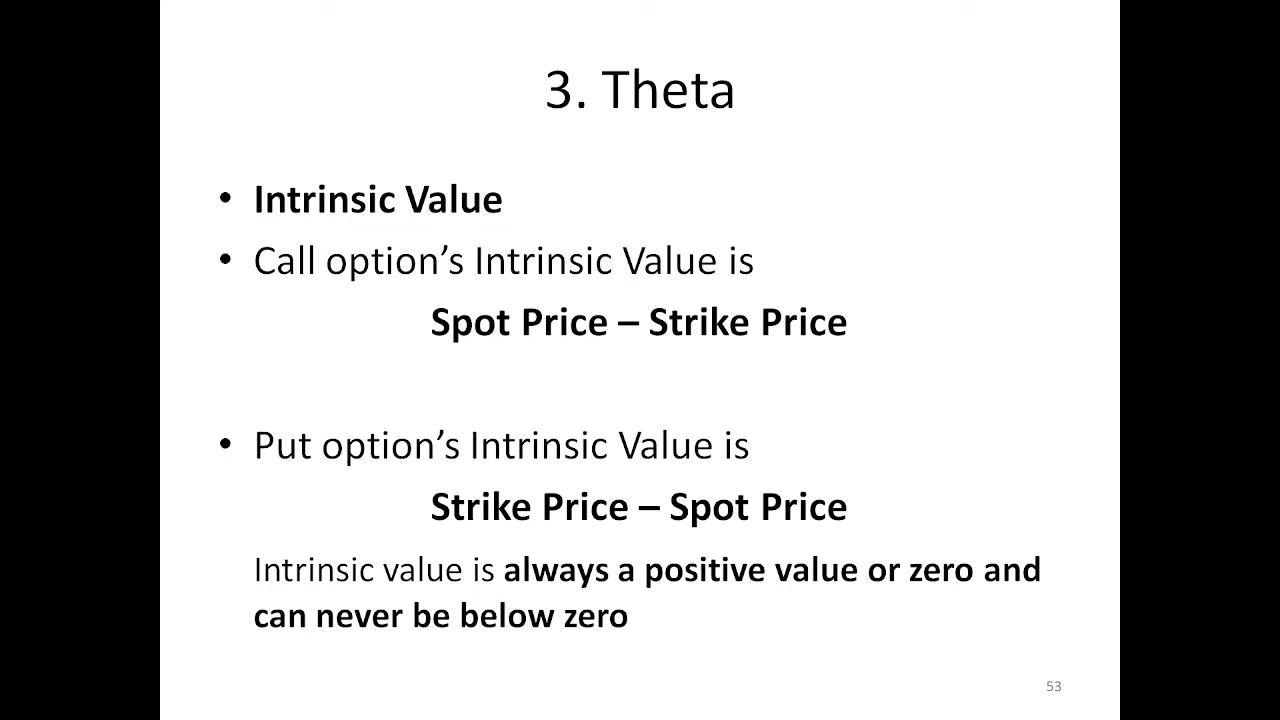 3. Theta
• Intrinsic Value
• Call option’s Intrinsic Value is
Spot Price – Strike Price
• Put option’s Intrinsic Value is
Strike Price – Spot Price
Intrinsic value is always a positive value or zero and
can never be below zero
53